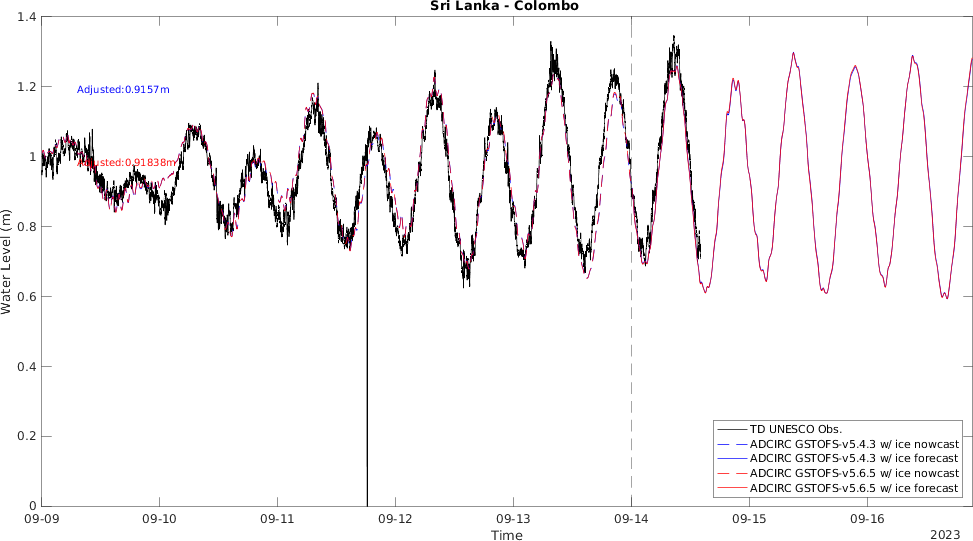 Sri Lanka - Colombo
Water Level (m)
1.4
1.2
1
0.8
0.6
0.4
0.2
0
Adjusted:0.9157m
Adjusted:0.91838m
TD UNESCO Obs.
ADCIRC GSTOFS-v5.4.3 w/ ice nowcast
ADCIRC GSTOFS-v5.4.3 w/ ice forecast
ADCIRC GSTOFS-v5.6.5 w/ ice nowcast
ADCIRC GSTOFS-v5.6.5 w/ ice forecast
09-09 09-10 09-11 09-12 09-13 09-14 09-15 09-16
Time
2023